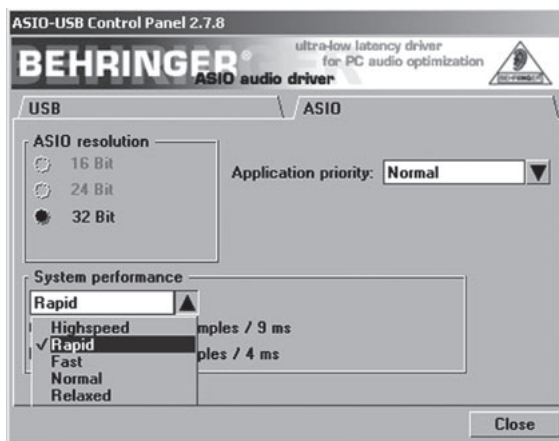 ASIO-USB Control Panel 2.7.8
BEHRINGER®
ultra-low latency driver
for PC audio optimization
ASIO audio driver
BEHRINGER
USB
ASIO
ASIO resolution
16 Bit
24 Bit
32 Bit
Application priority: Normal
System performance
Rapid
Highspeed
mples / 9 ms
Rapid
ples / 4 ms
Fast
Normal
Relaxed
Close